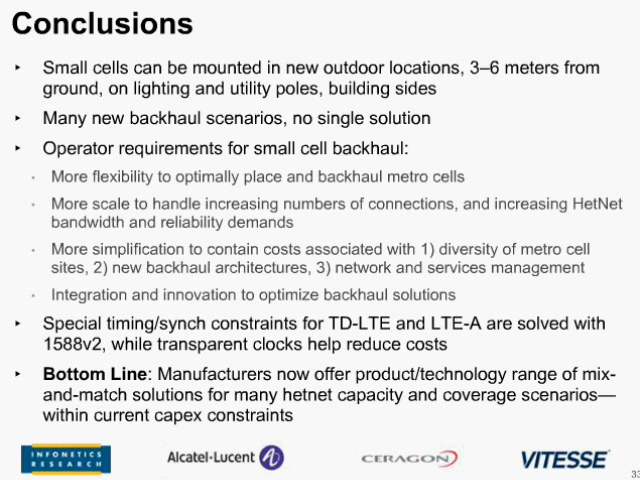 Conclusions
‣ Small cells can be mounted in new outdoor locations, 3–6 meters from
ground, on lighting and utility poles, building sides
‣ Many new backhaul scenarios, no single solution
‣ Operator requirements for small cell backhaul:
· More flexibility to optimally place and backhaul metro cells
· More scale to handle increasing numbers of connections, and increasing HetNet
bandwidth and reliability demands
· More simplification to contain costs associated with 1) diversity of metro cell
sites, 2) new backhaul architectures, 3) network and services management
· Integration and innovation to optimize backhaul solutions
‣ Special timing/synch constraints for TD-LTE and LTE-A are solved with
1588v2, while transparent clocks help reduce costs
‣ Bottom Line: Manufacturers now offer product/technology range of mix-
and-match solutions for many hetnet capacity and coverage scenarios—
within current capex constraints
INFONETICS
RESEARCH
Alcatel·Lucent
CERAGON
VITESSE
33